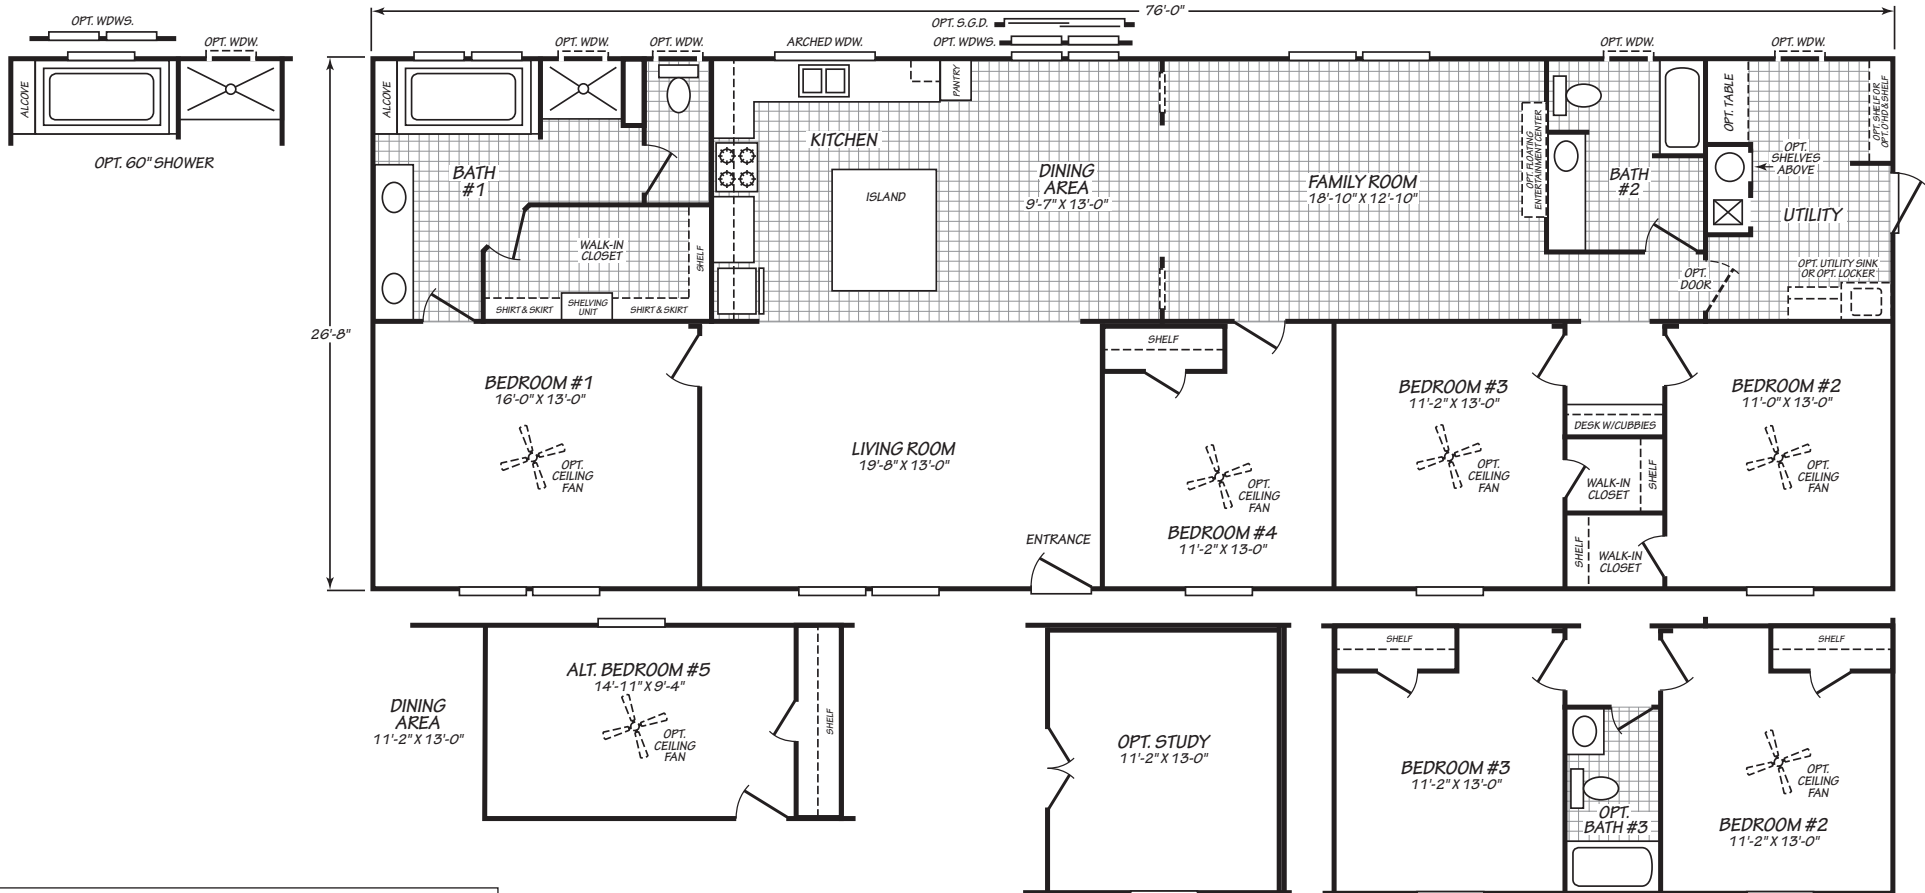 76'-0"
OPT. WDWS.
OPT. WDW.
ALCOVE
OPT. 60" SHOWER
26'-8"
OPT. WDW.
OPT. WDW.
ARCHED WDW.
OPT. S.G.D.
OPT. WDWS.
OPT. WDW.
OPT. WDW.
ALCOVE
BATH
#1
WALK-IN
CLOSET
SHELF
SHIRT & SKIRT
SHELVING
UNIT
SHIRT & SKIRT
KITCHEN
ISLAND
PANTRY
DINING
AREA
9'-7" X 13'-0"
FAMILY ROOM
18'-10" X 12'-10"
OPT. FLOATING
ENTERTAINMENT CENTER
BATH
#2
OPT. TABLE
OPT. SHELF OR
OPT. O'HD & SHELF
OPT.
SHELVES
ABOVE
UTILITY
OPT.
DOOR
OPT. UTILITY SINK
OR OPT. LOCKER
BEDROOM #1
16'-0" X 13'-0"
OPT.
CEILING
FAN
LIVING ROOM
19'-8" X 13'-0"
ENTRANCE
SHELF
OPT.
CEILING
FAN
BEDROOM #4
11'-2" X 13-0"
BEDROOM #3
11'-2" X 13'-0"
OPT.
CEILING
FAN
DESK W/CUBBIES
WALK-IN
CLOSET
SHELF
SHELF
WALK-IN
CLOSET
BEDROOM #2
11'-0" X 13'-0"
OPT.
CEILING
FAN
DINING
AREA
11'-2" X 13'-0"
ALT. BEDROOM #5
14'-11" X 9'-4"
OPT.
CEILING
FAN
SHELF
OPT. STUDY
11'-2" X 13-0"
SHELF
BEDROOM #3
11'-2" X 13'-0"
OPT.
BATH #3
SHELF
OPT.
CEILING
FAN
BEDROOM #2
11'-2" X 13'-0"